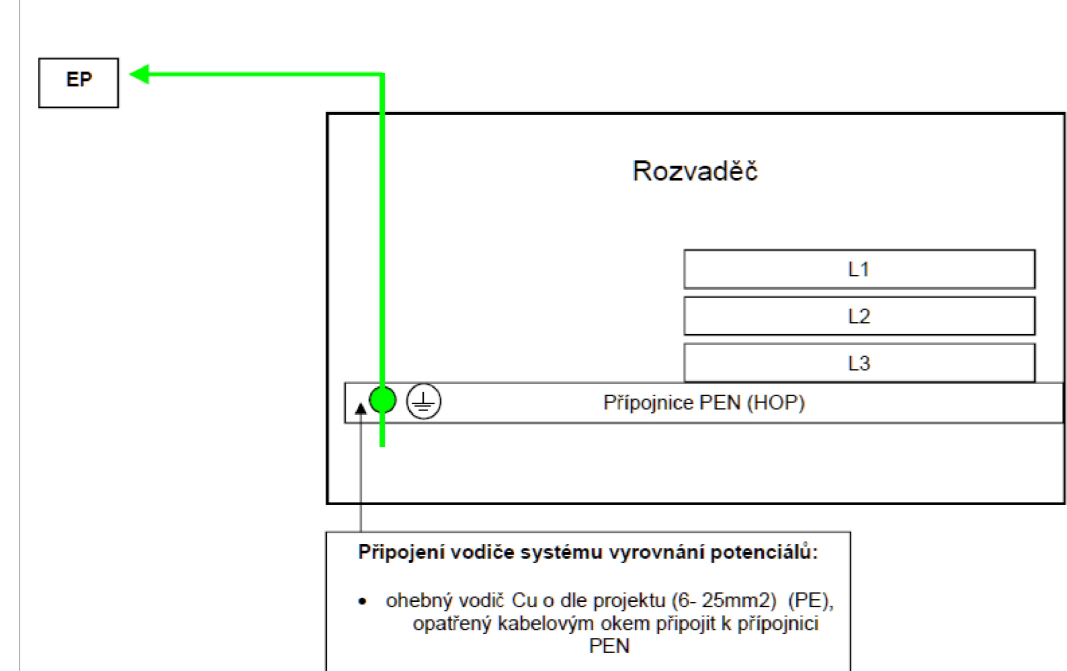 EP
Rozvaděč
L1
L2
L3
Přípojnice PEN (HOP)
Připojení vodiče systému vyrovnání potenciálů:
• ohebný vodič Cu o dle projektu (6- 25mm2) (PE),
opatřený kabelovým okem připojit k přípojnici
PEN